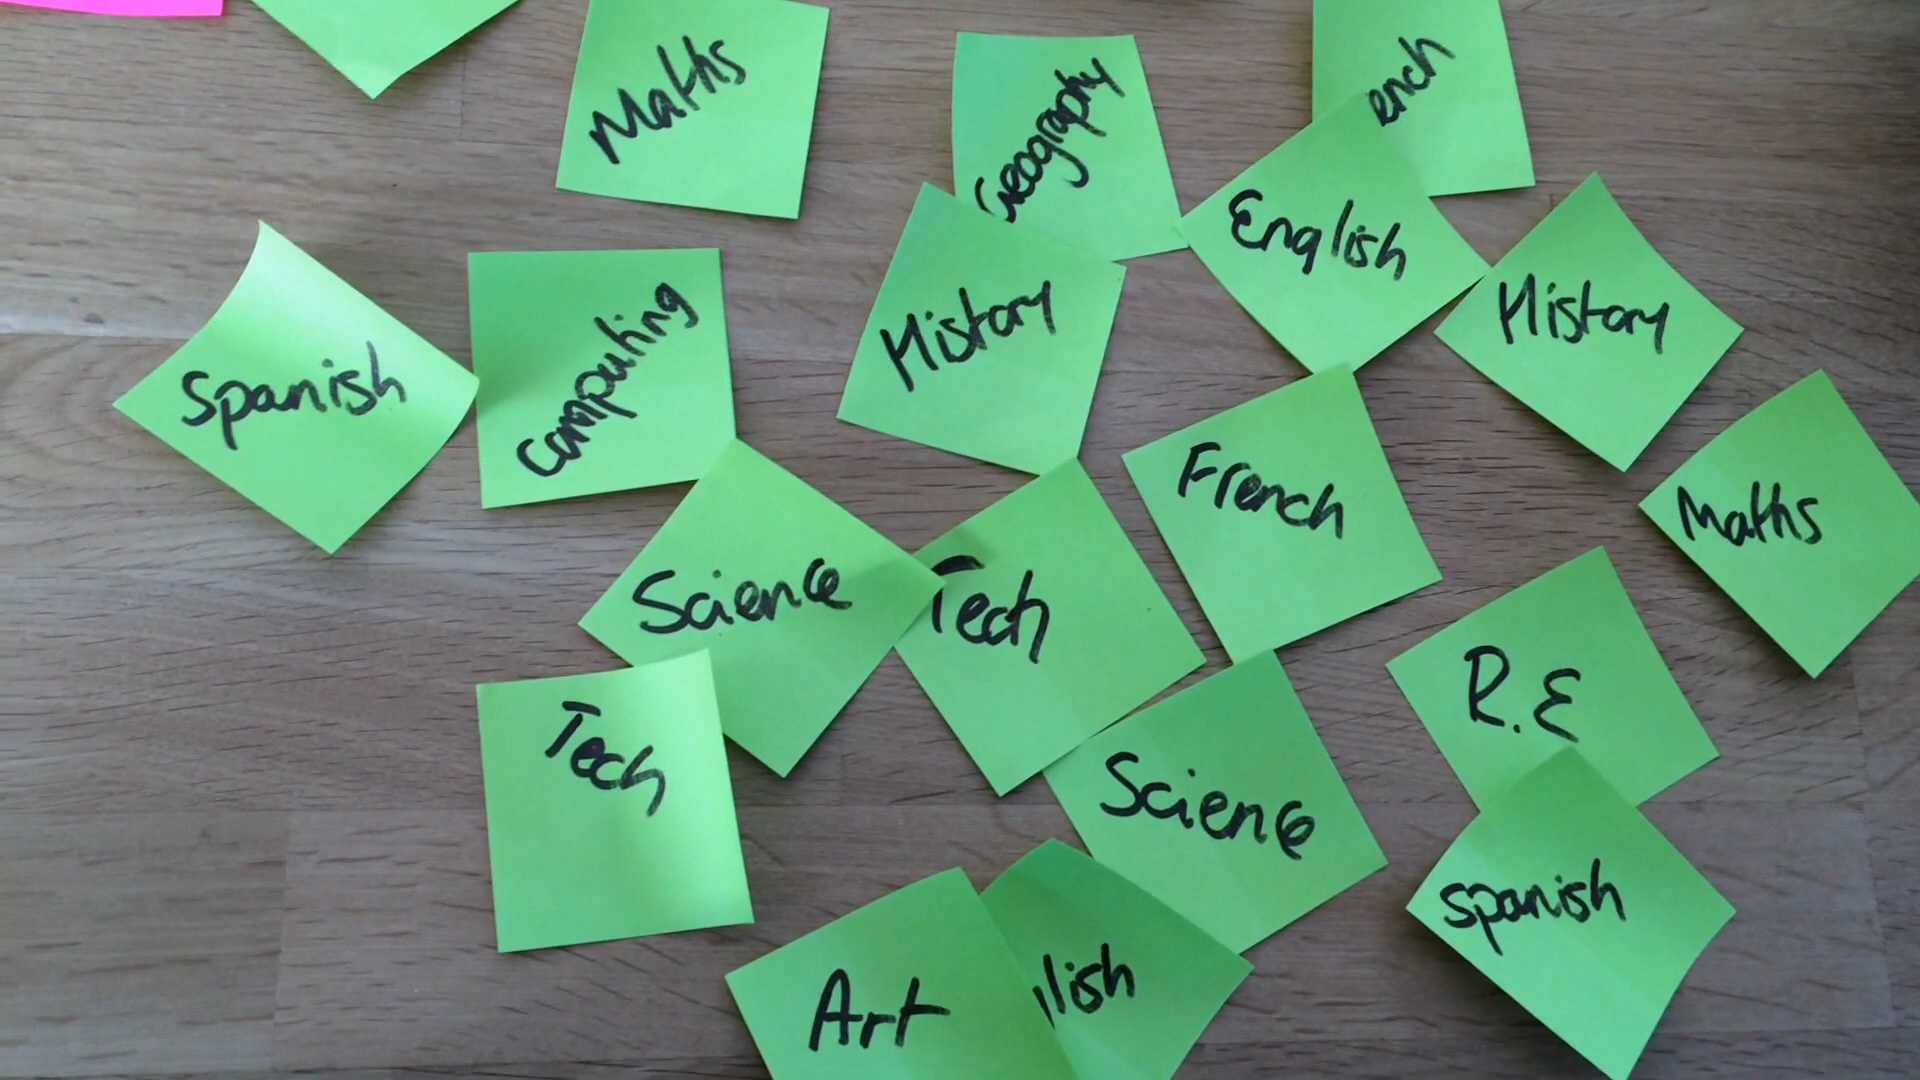 Maths
Geography
ench
English
History
History
Spanish
Computing
French
Maths
Science
Tech
R.E
Tech
Science
spanish
Art
lish